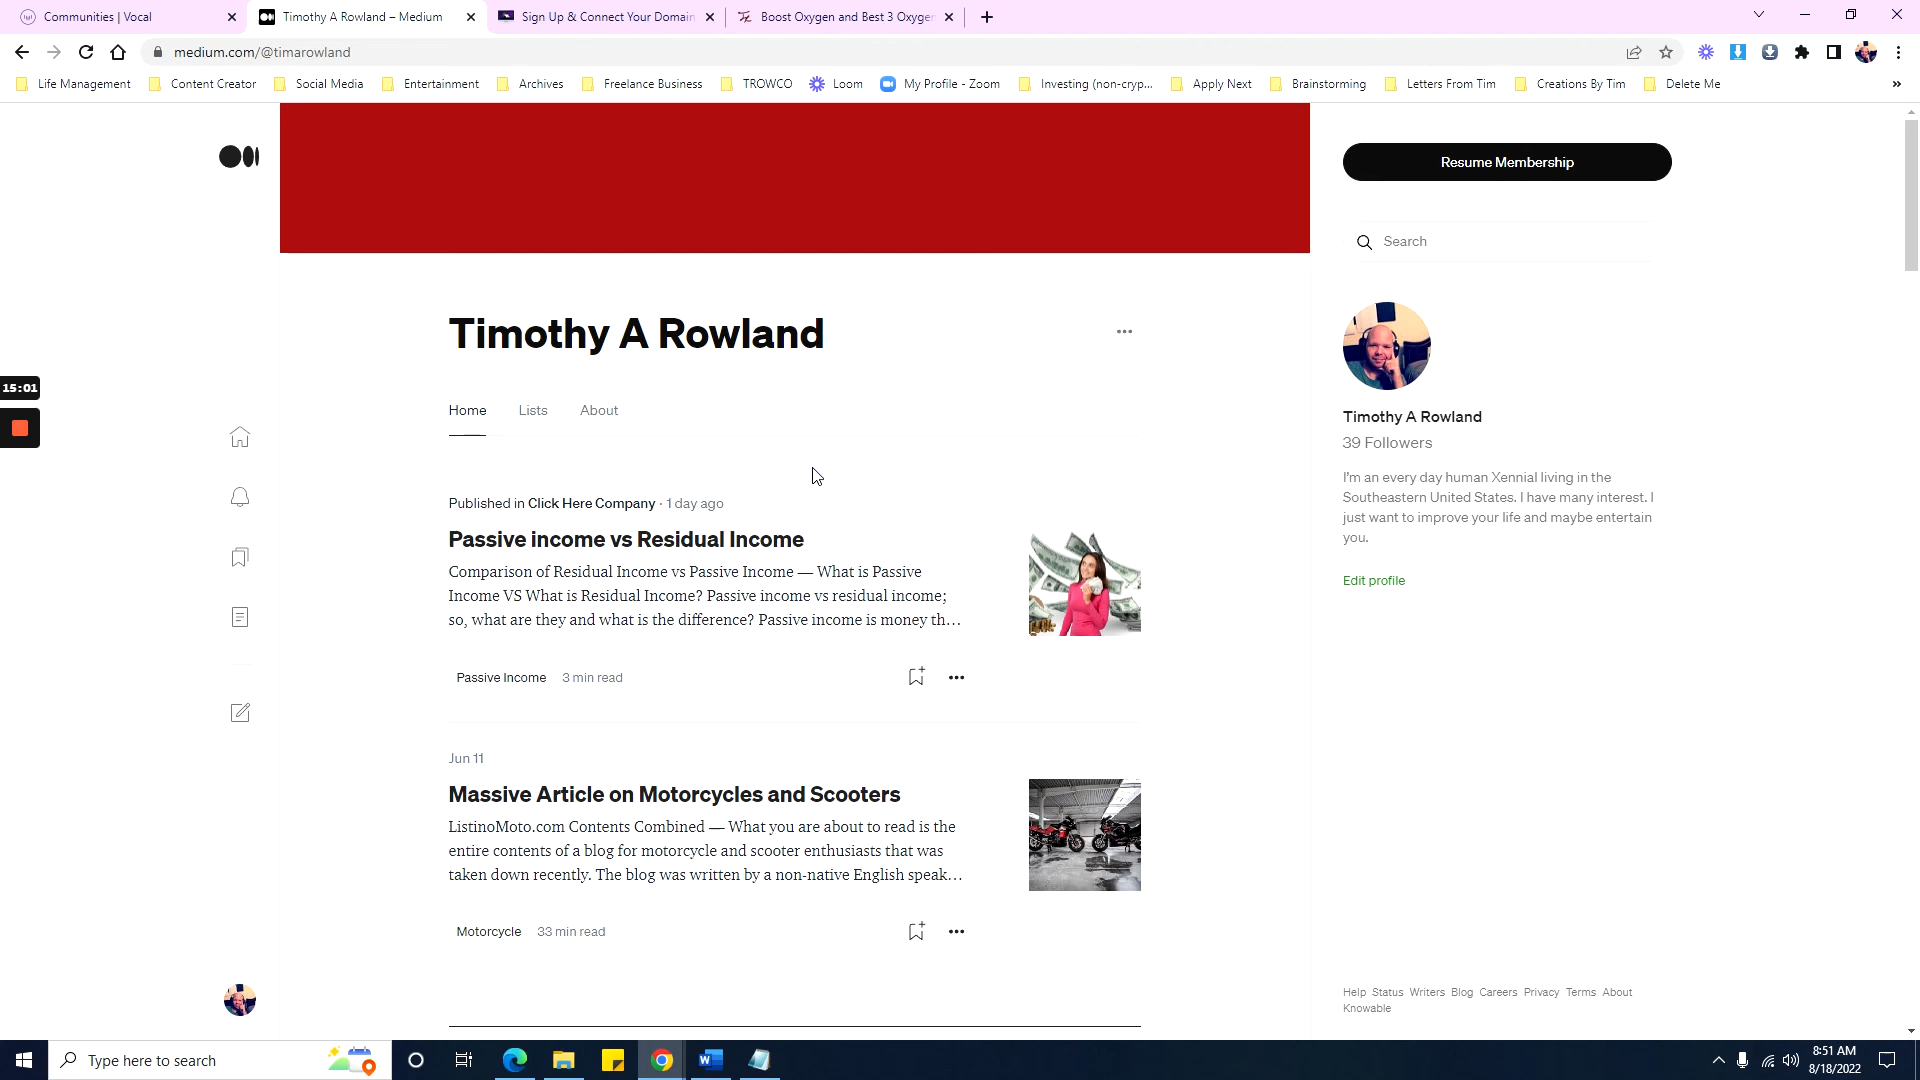 Communities | Vocal
Timothy A Rowland – Medium
Sign Up & Connect Your Domain
Boost Oxygen and Best 3 Oxyger
medium.com/@timarowland
Life Management
Content Creator
Social Media
Entertainment
Archives
Freelance Business
TROWCO
Loom
My Profile - Zoom
Investing (non-cryp...
Apply Next
Brainstorming
Letters From Tim
Creations By Tim
Delete Me
»
Resume Membership
Search
Timothy A Rowland
Home
Lists
About
15:01
Timothy A Rowland
39 Followers
I'm an every day human Xennial living in the
Southeastern United States. I have many interest. I
just want to improve your life and maybe entertain
you.
Edit profile
Published in Click Here Company · 1 day ago
Passive income vs Residual Income
Comparison of Residual Income vs Passive Income — What is Passive
Income VS What is Residual Income? Passive income vs residual income;
so, what are they and what is the difference? Passive income is money th...
Passive Income 3 min read
Jun 11
Massive Article on Motorcycles and Scooters
ListinoMoto.com Contents Combined — What you are about to read is the
entire contents of a blog for motorcycle and scooter enthusiasts that was
taken down recently. The blog was written by a non-native English speak...
Motorcycle 33 min read
Help Status Writers Blog Careers Privacy Terms About
Knowable
Type here to search
8:51 AM
8/18/2022